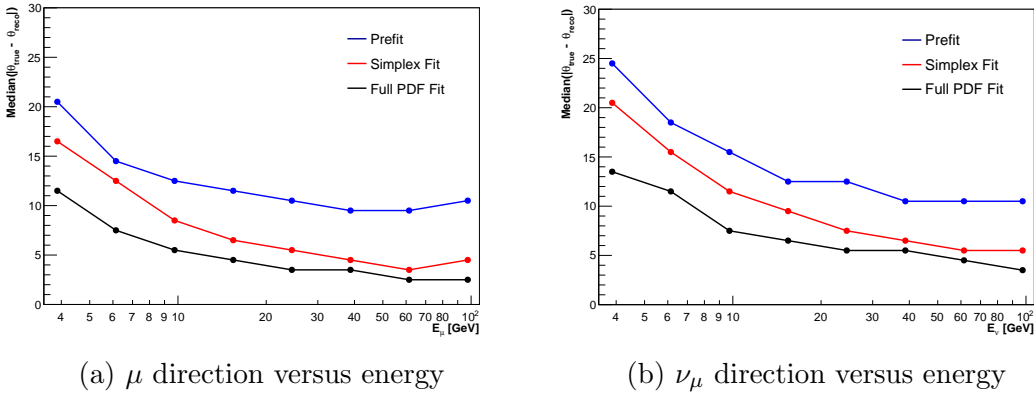 Median(|θtrue - θreco|)
30
25
20
15
10
5
0
Prefit
Simplex Fit
Full PDF Fit
4 5 6 7 8 9 10 20 30 40 50 60 70 80 10²
Eμ [GeV]
(a) μ direction versus energy
Median(|θtrue - θreco|)
30
25
20
15
10
5
0
Prefit
Simplex Fit
Full PDF Fit
4 5 6 7 8 9 10 20 30 40 50 60 70 80 10²
Eν [GeV]
(b) νμ direction versus energy